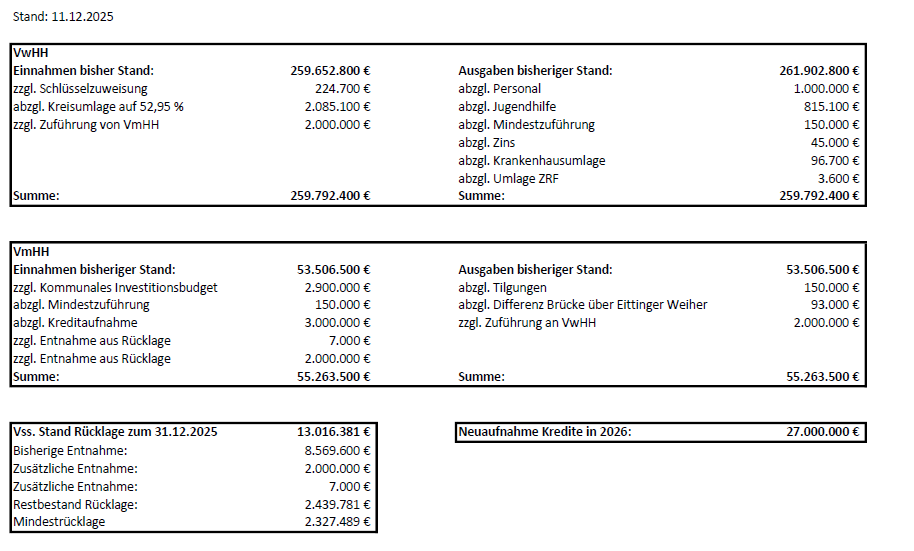 Stand: 11.12.2025
VwHH
Einnahmen bisher Stand: 259.652.800 € Ausgaben bisheriger Stand: 261.902.800 €
zzgl. Schlüsselzuweisung 224.700 € abzgl. Personal 1.000.000 €
abzgl. Kreisumlage auf 52,95 % 2.085.100 € abzgl. Jugendhilfe 815.100 €
zzgl. Zuführung von VmHH 2.000.000 € abzgl. Mindestzuführung 150.000 €
abzgl. Zins 45.000 €
abzgl. Krankenhausumlage 96.700 €
abzgl. Umlage ZRF 3.600 €
Summe: 259.792.400 € Summe: 259.792.400 €
VmHH
Einnahmen bisheriger Stand: 53.506.500 € Ausgaben bisheriger Stand: 53.506.500 €
zzgl. Kommunales Investitionsbudget 2.900.000 € abzgl. Tilgungen 150.000 €
abzgl. Mindestzuführung 150.000 € abzgl. Differenz Brücke über Eittinger Weiher 93.000 €
abzgl. Kreditaufnahme 3.000.000 € zzgl. Zuführung an VwHH 2.000.000 €
zzgl. Entnahme aus Rücklage 7.000 €
zzgl. Entnahme aus Rücklage 2.000.000 €
Summe: 55.263.500 € Summe: 55.263.500 €
Vss. Stand Rücklage zum 31.12.2025 13.016.381 € Neuaufnahme Kredite in 2026: 27.000.000 €
Bisherige Entnahme: 8.569.600 €
Zusätzliche Entnahme: 2.000.000 €
Zusätzliche Entnahme: 7.000 €
Restbestand Rücklage: 2.439.781 €
Mindestrücklage 2.327.489 €